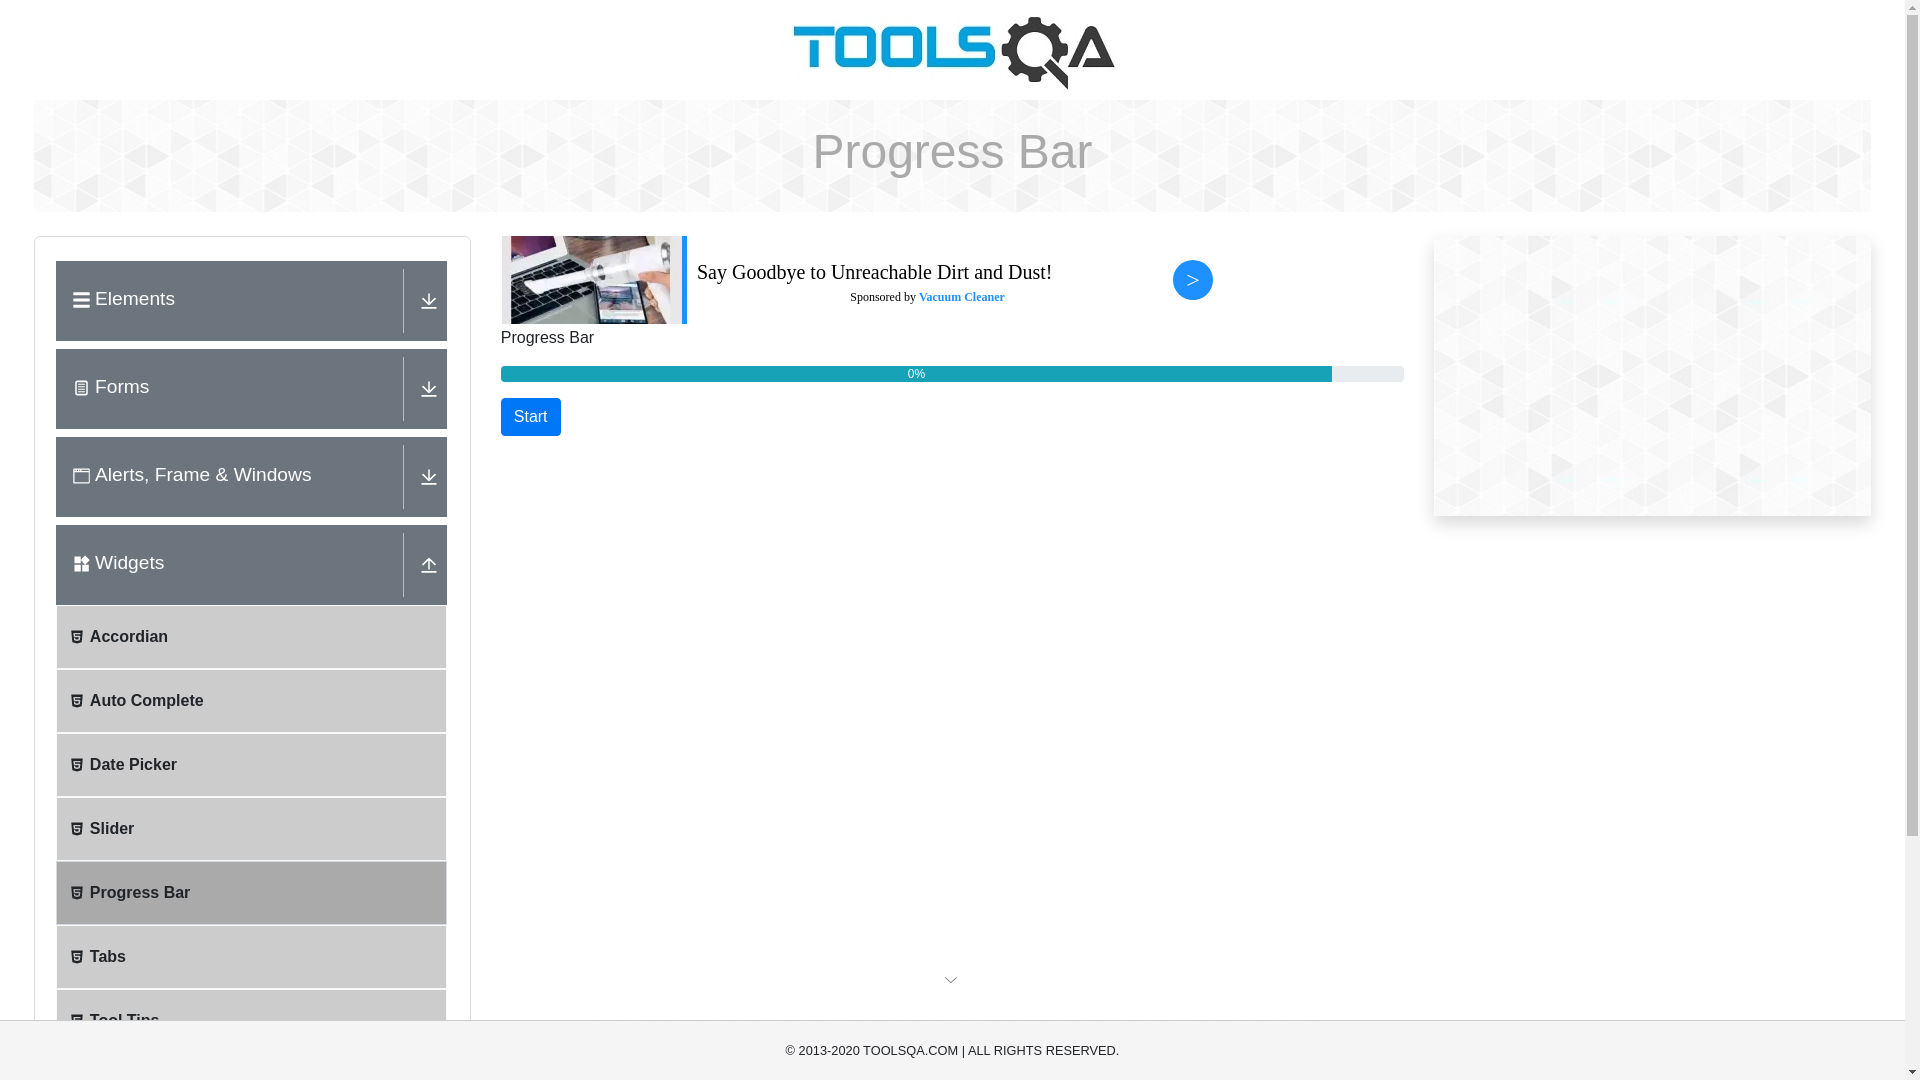 TOOLSQA
Progress Bar
Elements
Forms
Alerts, Frame & Windows
Widgets
Accordian
Auto Complete
Date Picker
Slider
Progress Bar
Tabs
Tool Tips
Say Goodbye to Unreachable Dirt and Dust!
Sponsored by Vacuum Cleaner
>
Progress Bar
0%
Start
© 2013-2020 TOOLSQA.COM | ALL RIGHTS RESERVED.